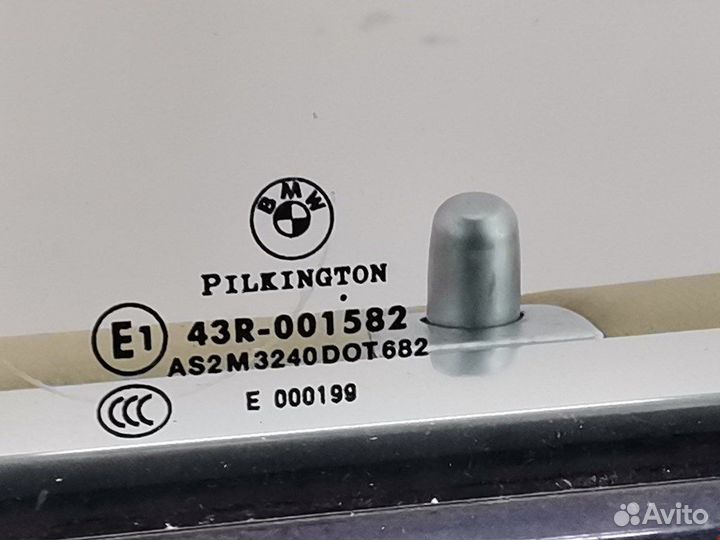 BMW
PILKINGTON
E1 43R-001582
AS2M3240DOT682
CCC E 000199
Avito